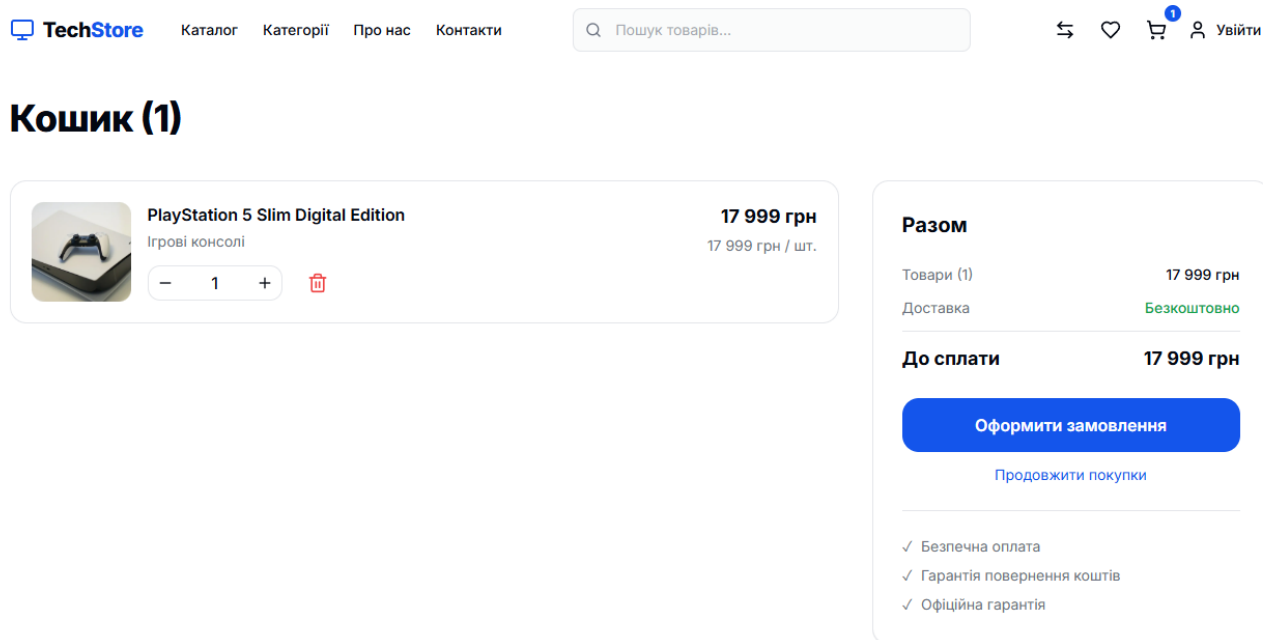 TechStore Каталог Категорії Про нас Контакти Пошук товарів... 1 Увійти
Кошик (1)
PlayStation 5 Slim Digital Edition 17 999 грн
Ігрові консолі 17 999 грн / шт.
− 1 +
Разом
Товари (1) 17 999 грн
Доставка Безкоштовно
До сплати 17 999 грн
Оформити замовлення
Продовжити покупки
✓ Безпечна оплата
✓ Гарантія повернення коштів
✓ Офіційна гарантія